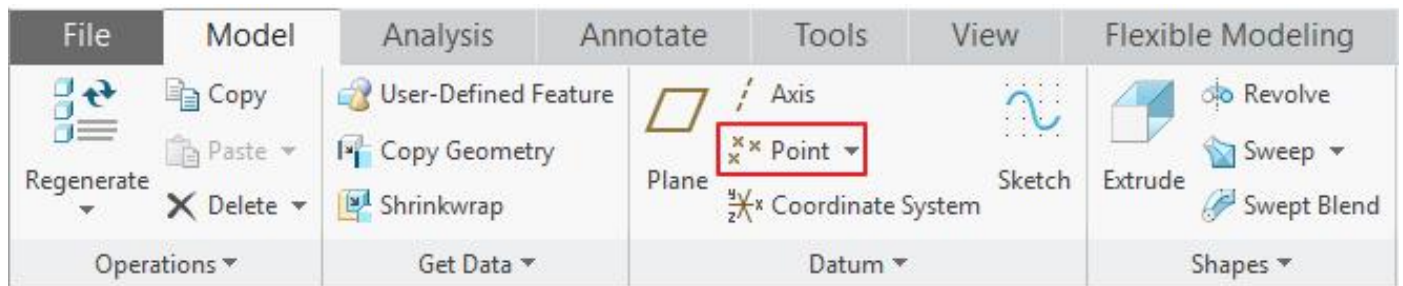 File Model Analysis Annotate Tools View Flexible Modeling
Regenerate
Copy
Paste
Delete
Operations
User-Defined Feature
Copy Geometry
Shrinkwrap
Get Data
Plane
Axis
Point
Coordinate System
Sketch
Datum
Extrude
Revolve
Sweep
Swept Blend
Shapes